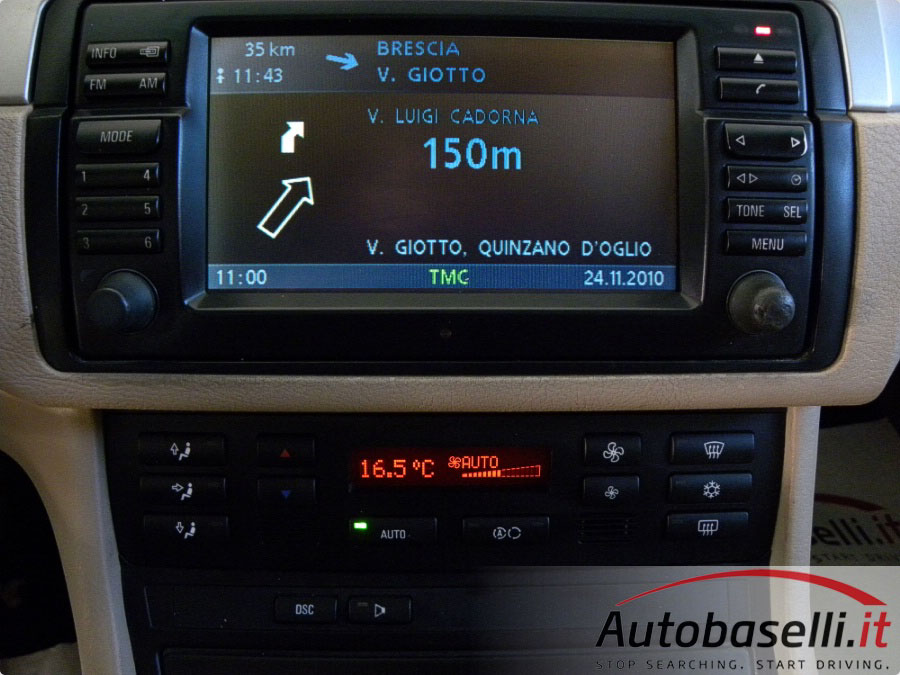 INFO
FM AM
MODE
1 4
2 5
3 6
35 km
11:43
BRESCIA
V. GIOTTO
V. LUIGI CADORNA
150m
V. GIOTTO, QUINZANO D'OGLIO
11:00 TMC 24.11.2010
TONE SEL
MENU
16.5°C AUTO
AUTO
A
DSC
Autobaselli.it
STOP SEARCHING. START DRIVING.